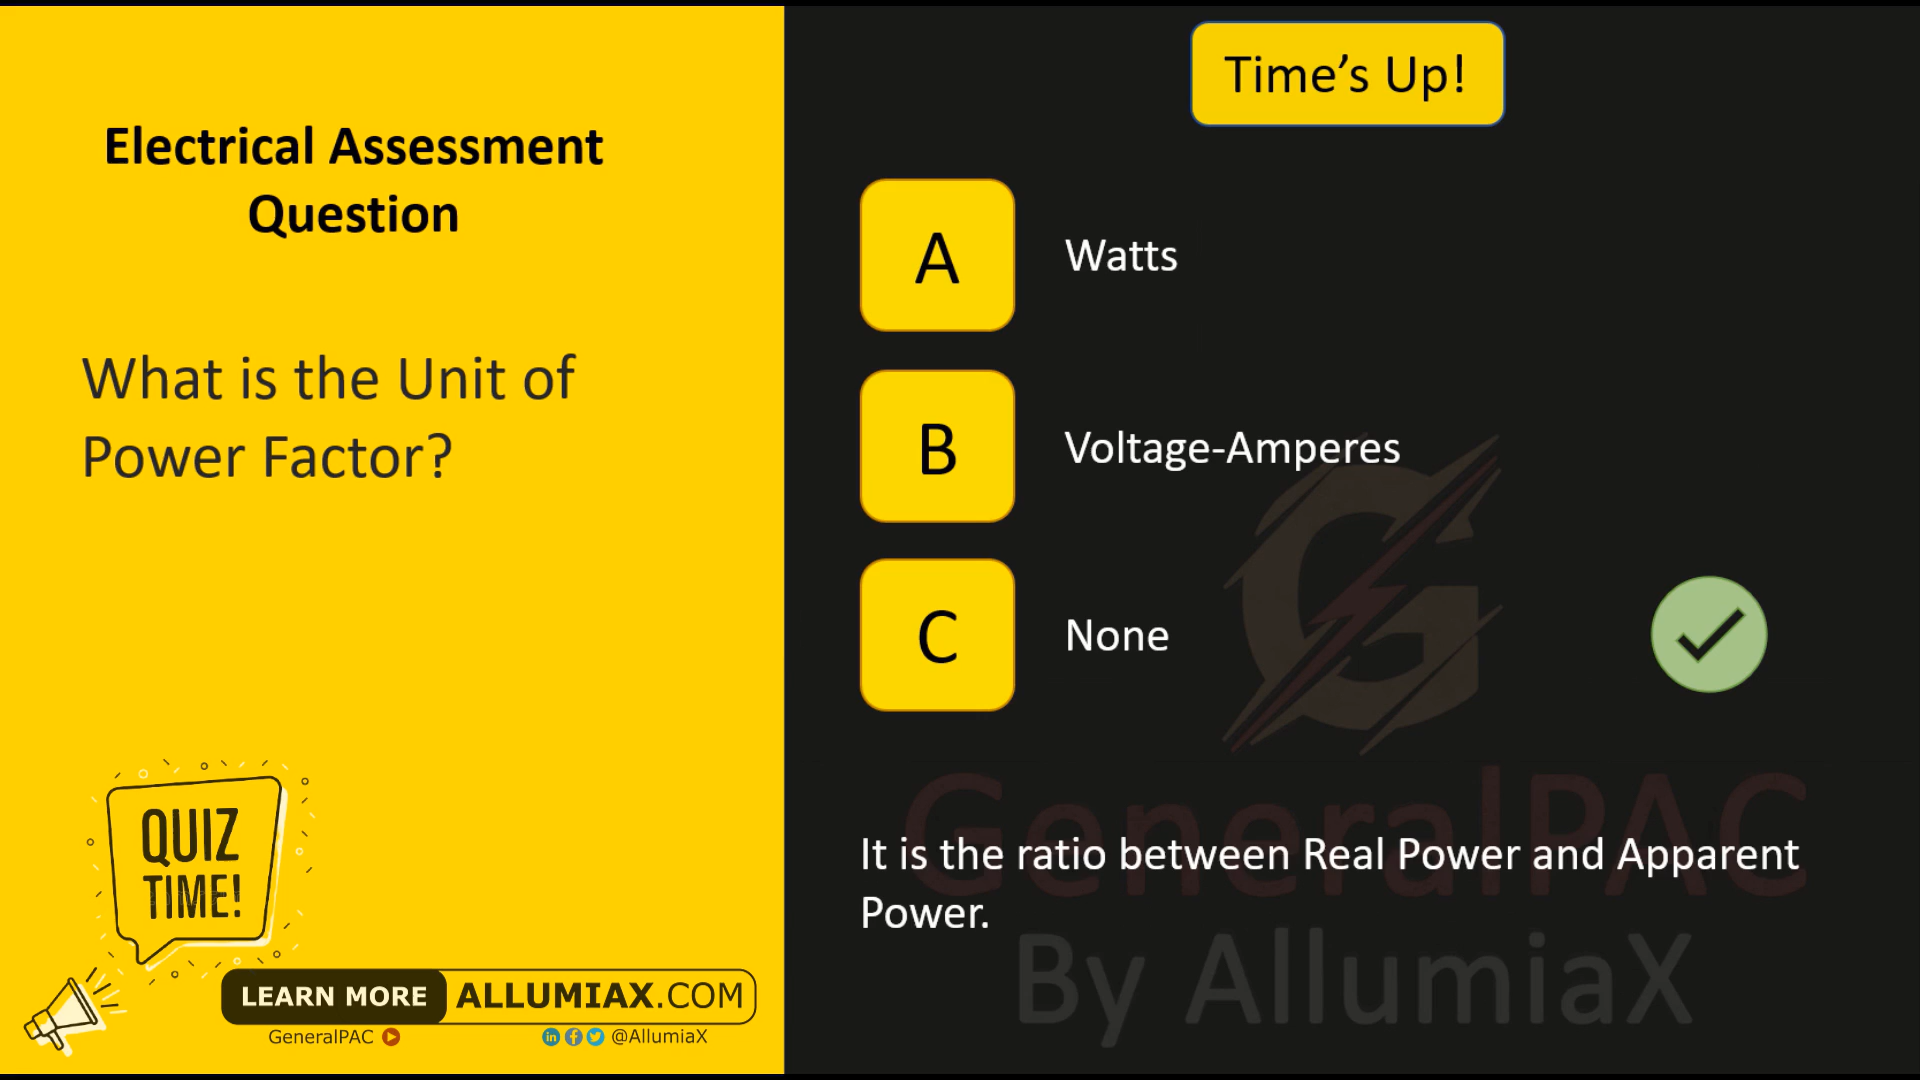 Electrical Assessment
Question
What is the Unit of
Power Factor?
QUIZ
TIME!
LEARN MORE ALLUMIAX.COM
GeneralPAC @AllumiaX
Time’s Up!
A Watts
B Voltage-Amperes
C None
It is the ratio between Real Power and Apparent
Power.
G
GeneralPAC
By AllumiaX